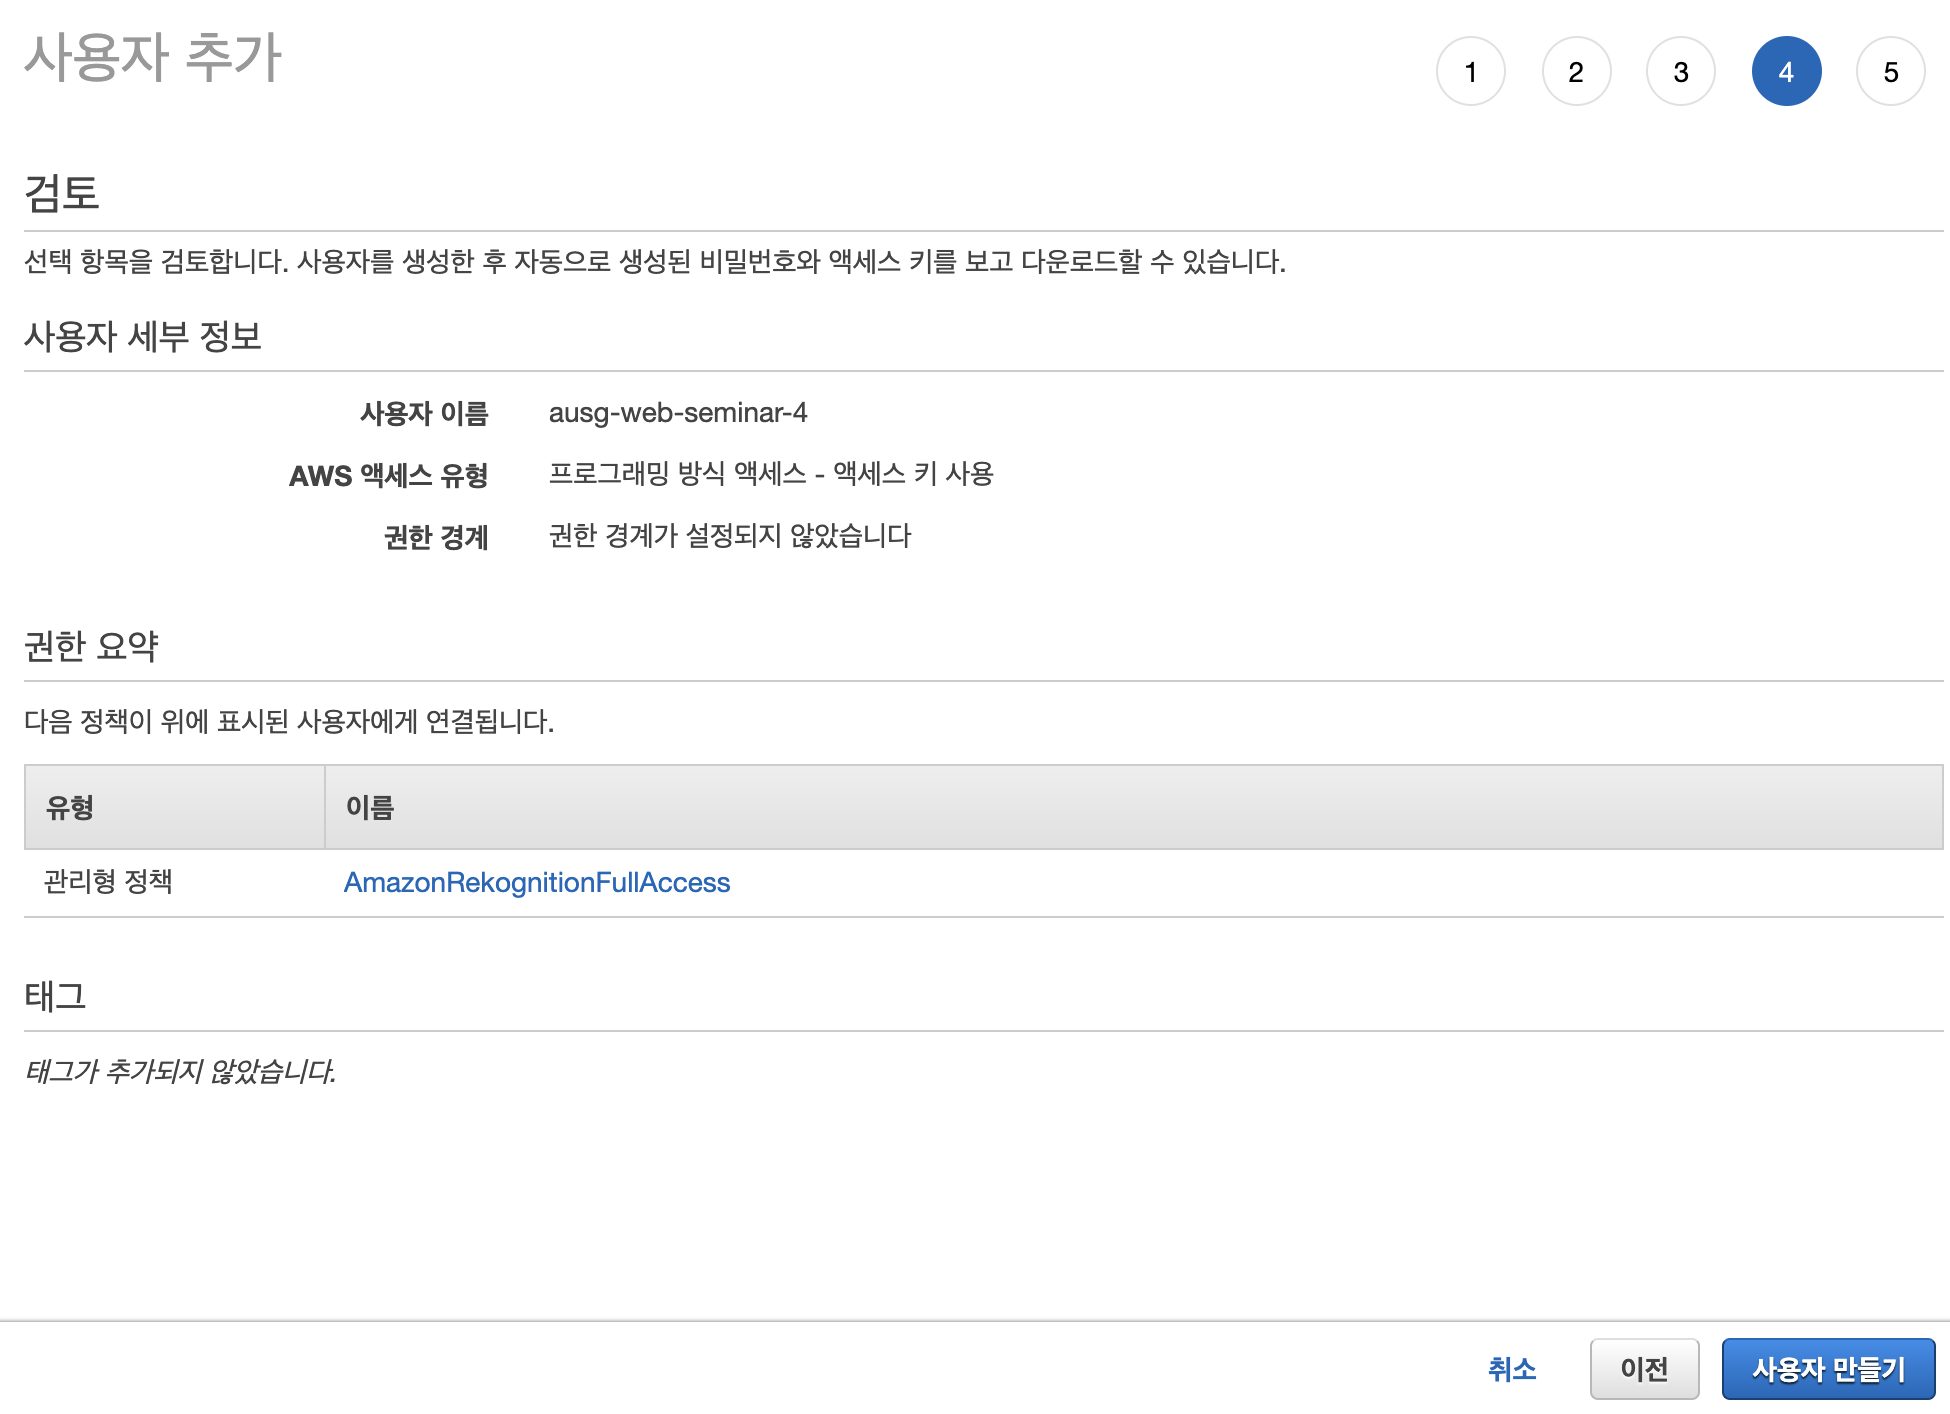 사용자 추가
1 2 3 4 5
검토
선택 항목을 검토합니다. 사용자를 생성한 후 자동으로 생성된 비밀번호와 액세스 키를 보고 다운로드할 수 있습니다.
사용자 세부 정보
사용자 이름 ausg-web-seminar-4
AWS 액세스 유형 프로그래밍 방식 액세스 - 액세스 키 사용
권한 경계 권한 경계가 설정되지 않았습니다
권한 요약
다음 정책이 위에 표시된 사용자에게 연결됩니다.
유형 이름
관리형 정책 AmazonRekognitionFullAccess
태그
태그가 추가되지 않았습니다.
취소 이전 사용자 만들기